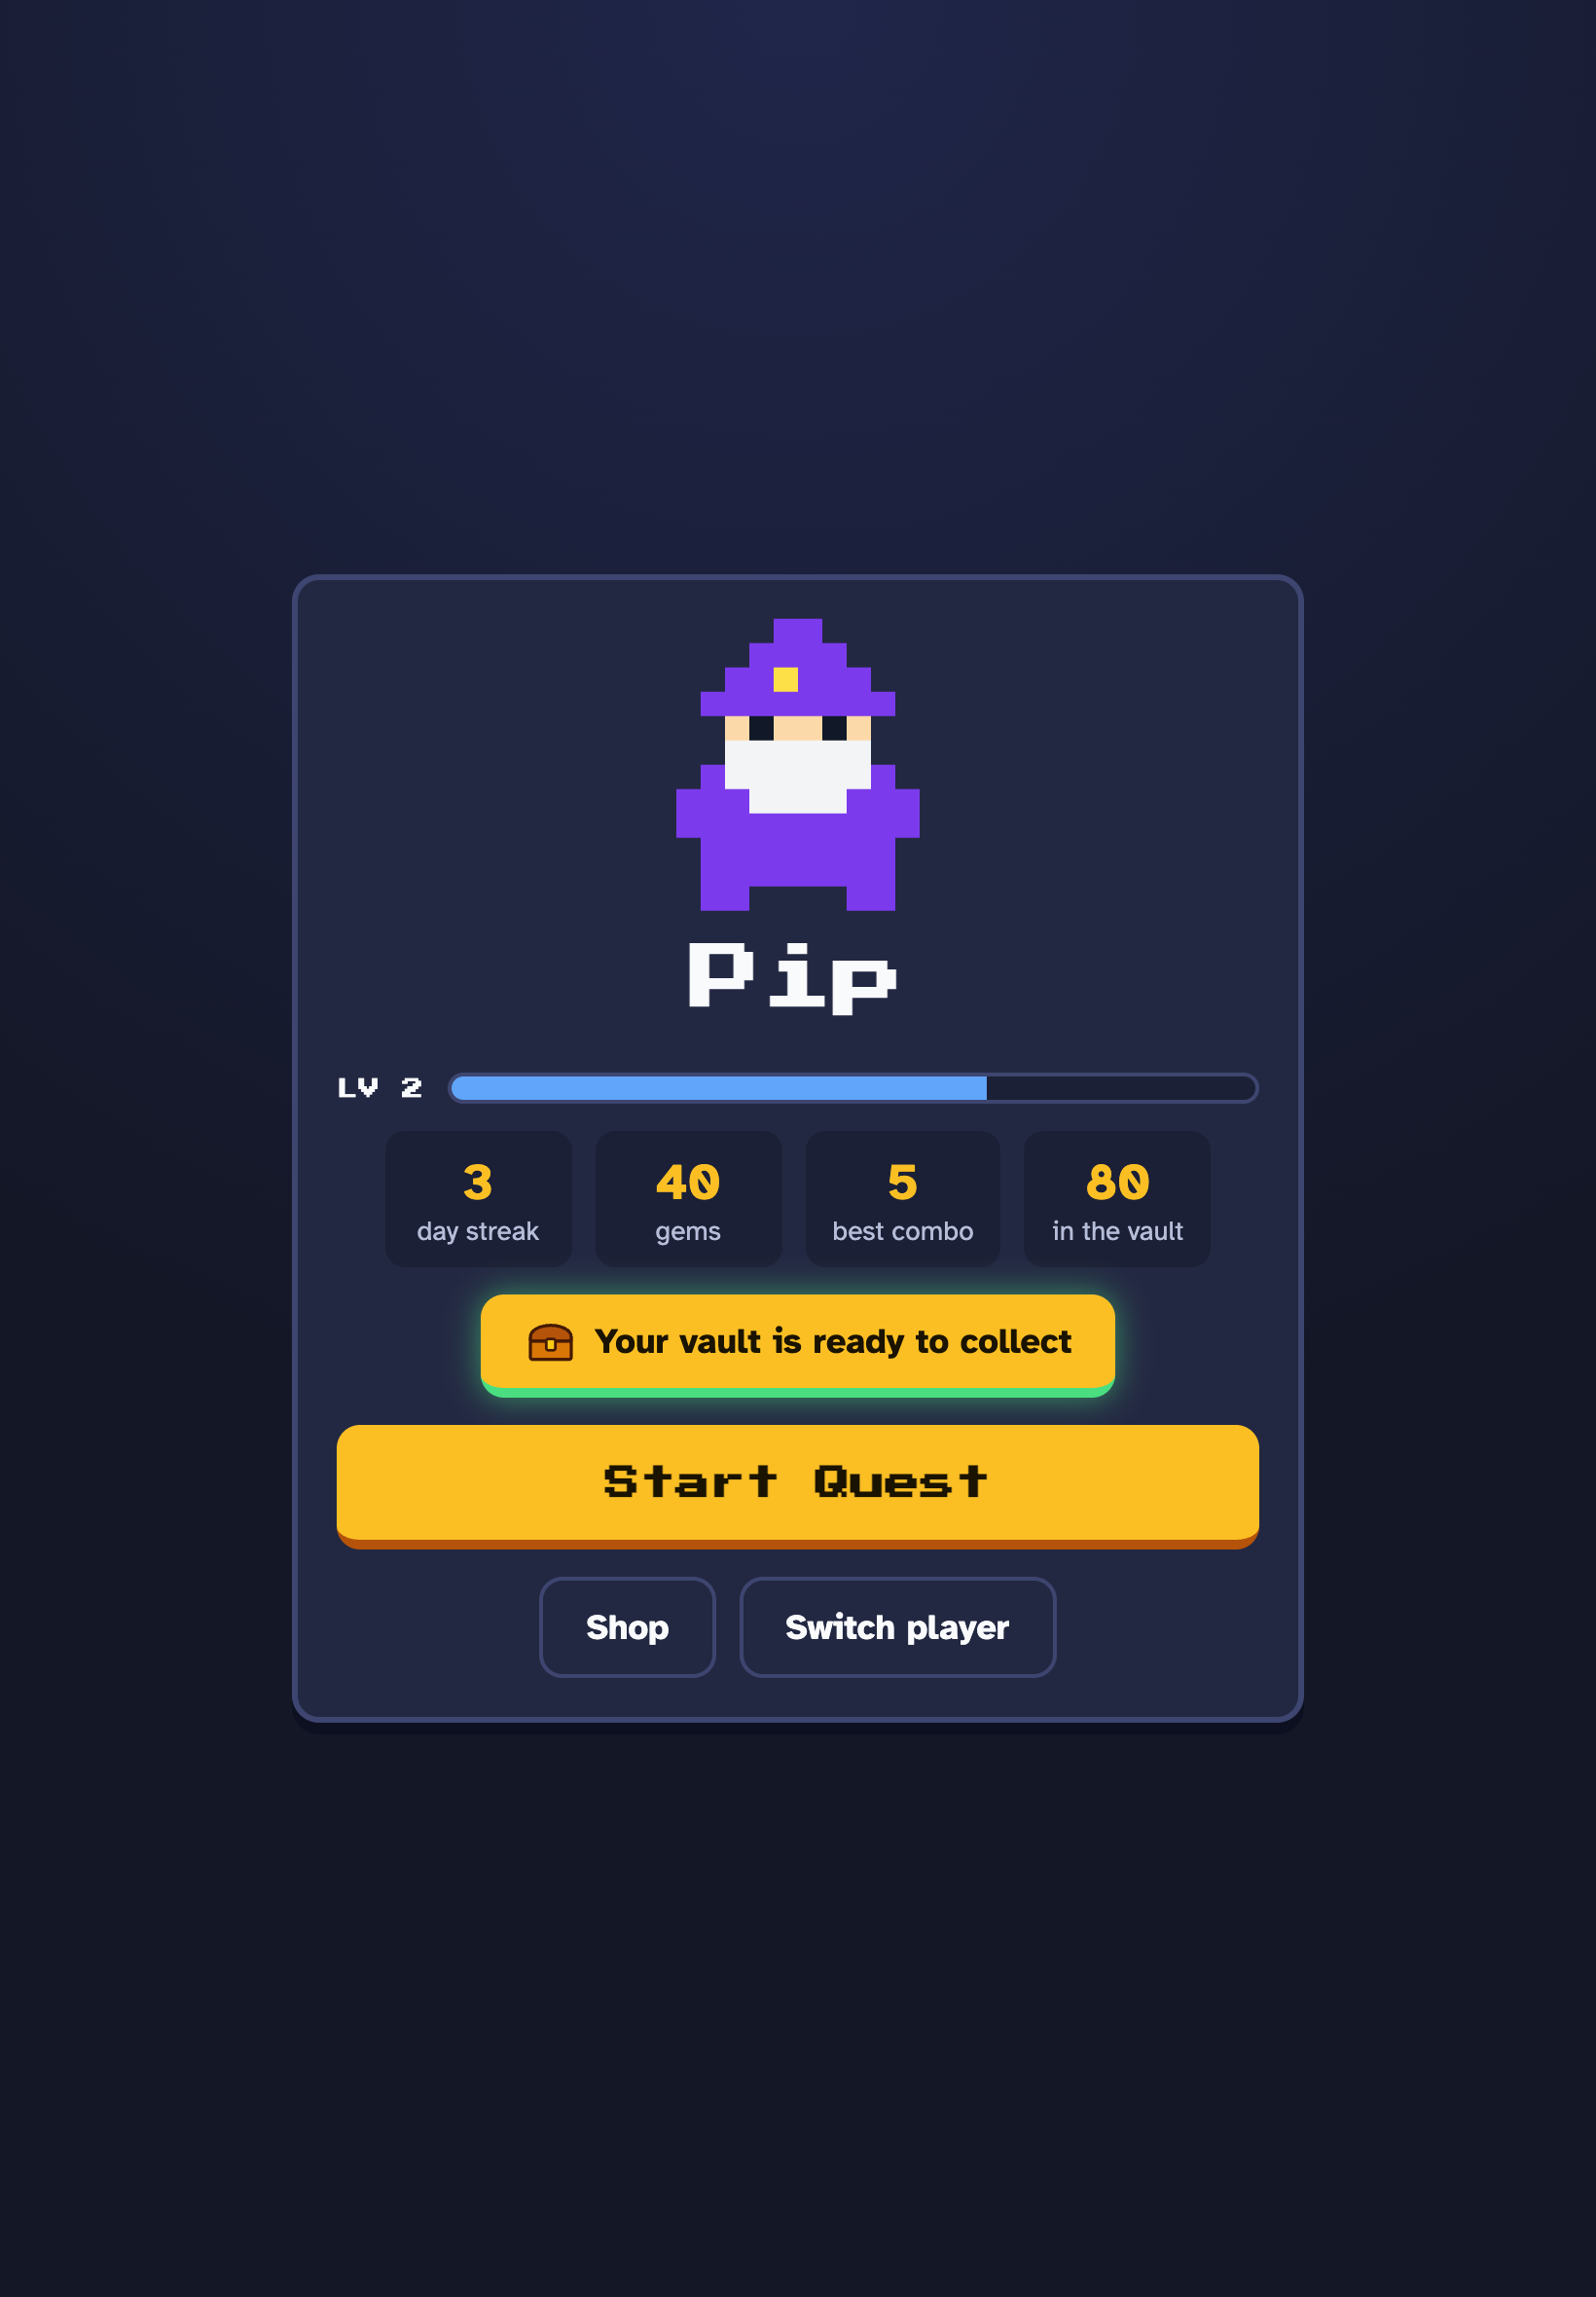 Pip
LV 2
3
day streak
40
gems
5
best combo
80
in the vault
Your vault is ready to collect
Start Quest
Shop
Switch player